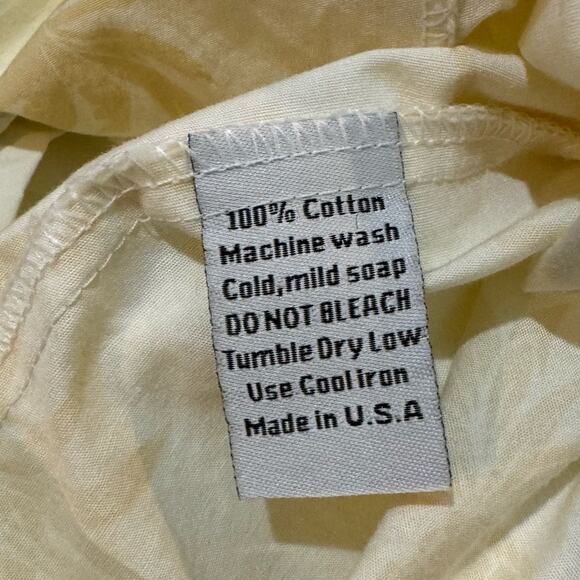 100% Cotton
Machine wash
Cold, mild soap
DO NOT BLEACH
Tumble Dry Low
Use Cool iron
Made in U.S.A